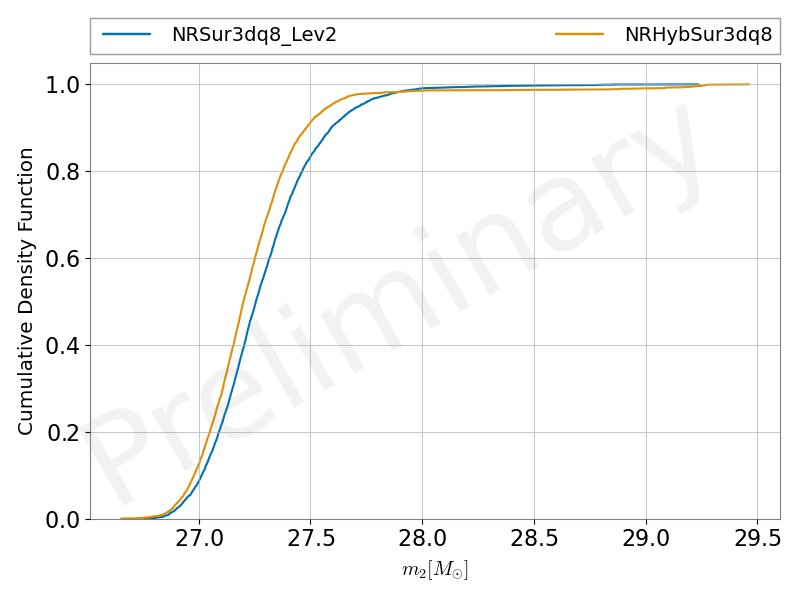 NRSur3dq8_Lev2 NRHybSur3dq8
1.0
0.8
0.6
0.4
0.2
0.0
Cumulative Density Function
Preliminary
27.0 27.5 28.0 28.5 29.0 29.5
m₂[M☉]